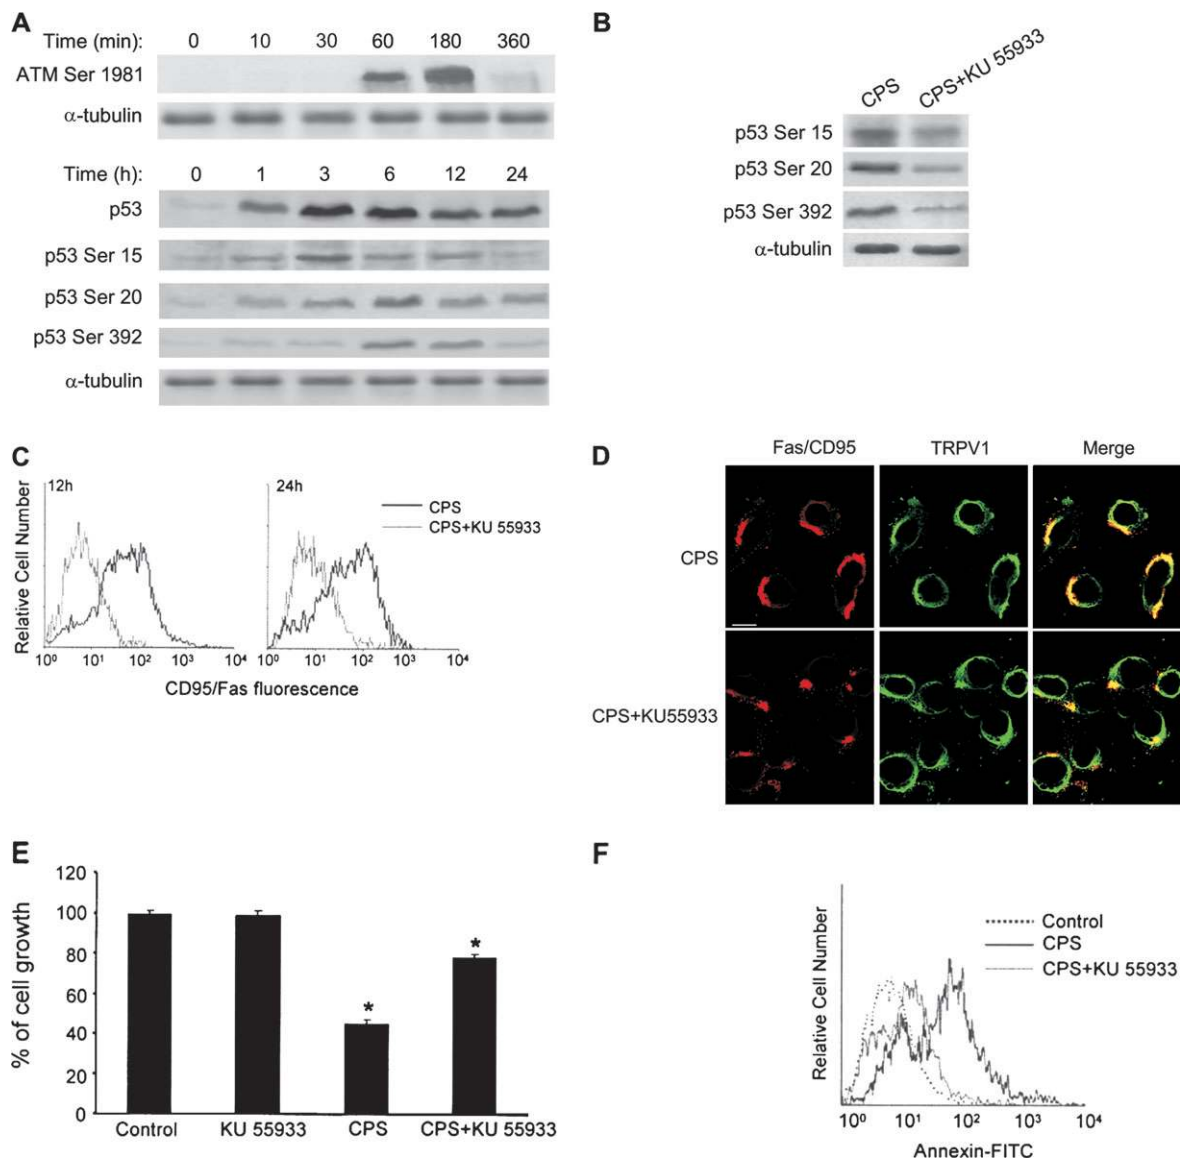 A
Time (min): 0 10 30 60 180 360
ATM Ser 1981
α-tubulin
Time (h): 0 1 3 6 12 24
p53
p53 Ser 15
p53 Ser 20
p53 Ser 392
α-tubulin
B
CPS CPS+KU 55933
p53 Ser 15
p53 Ser 20
p53 Ser 392
α-tubulin
C
Relative Cell Number
12h
24h
CPS
CPS+KU 55933
10⁰ 10¹ 10² 10³ 10⁴
10⁰ 10¹ 10² 10³ 10⁴
CD95/Fas fluorescence
D
Fas/CD95 TRPV1 Merge
CPS
CPS+KU55933
E
% of cell growth
120
100
80
60
40
20
0
* *
Control KU 55933 CPS CPS+KU 55933
F
Relative Cell Number
Control
CPS
CPS+KU 55933
10⁰ 10¹ 10² 10³ 10⁴
Annexin-FITC